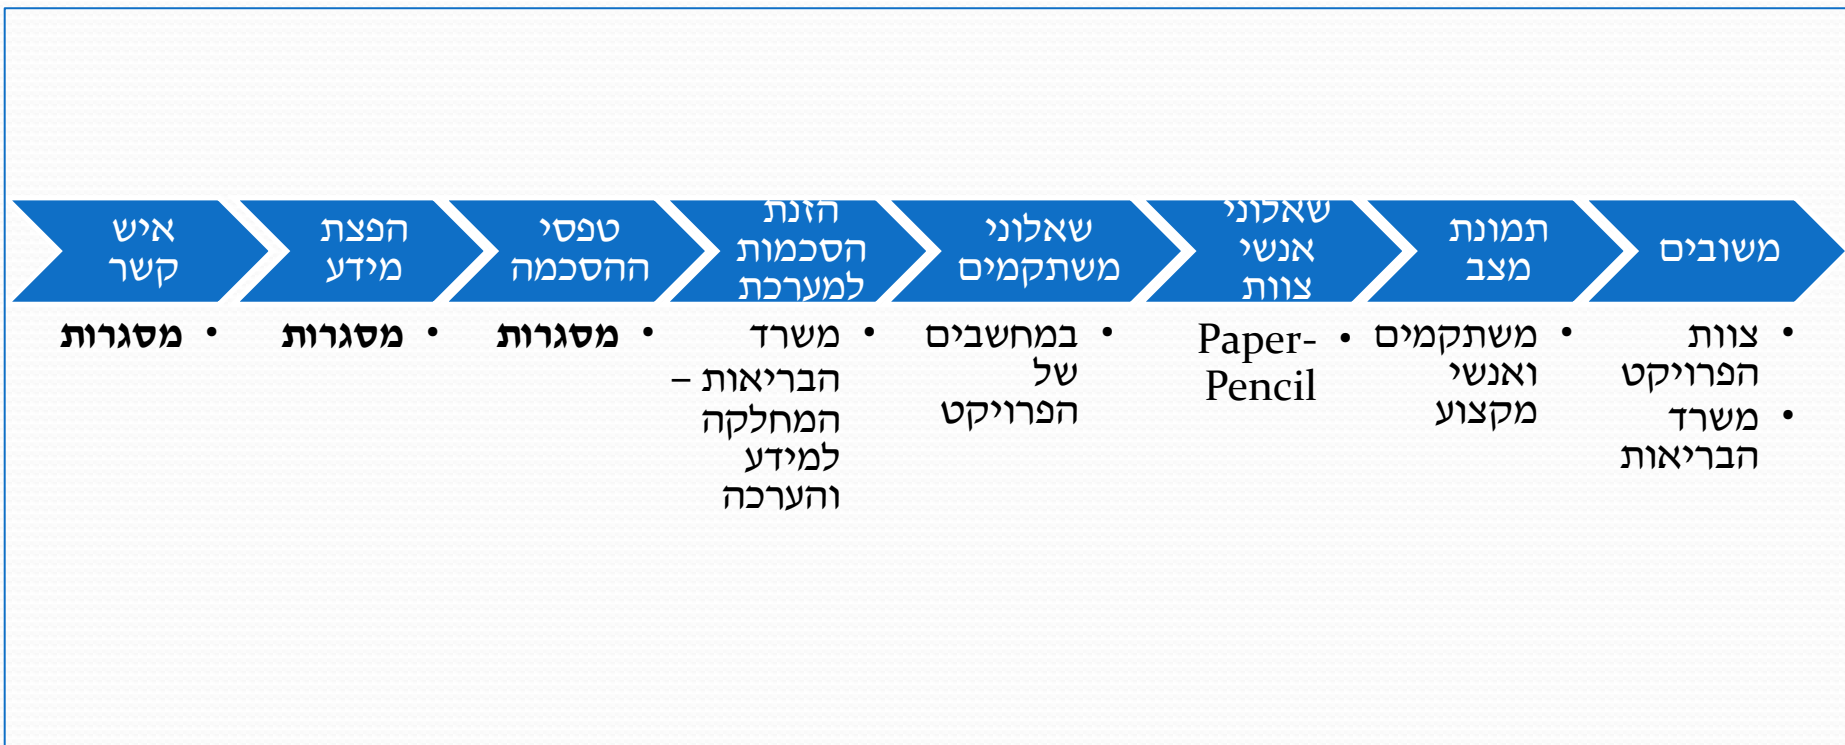 איש
קשר
• מסגרות
הפצת
מידע
• מסגרות
טפסי
ההסכמה
• מסגרות
הזנת
הסכמות
למערכת
• משרד
הבריאות –
המחלקה
למידע
והערכה
שאלוני
משתקמים
• במחשבים
של
הפרויקט
שאלוני
אנשי
צוות
• Paper-
Pencil
תמונת
מצב
• משתקמים
ואנשי
מקצוע
משובים
• צוות
הפרויקט
• משרד
הבריאות